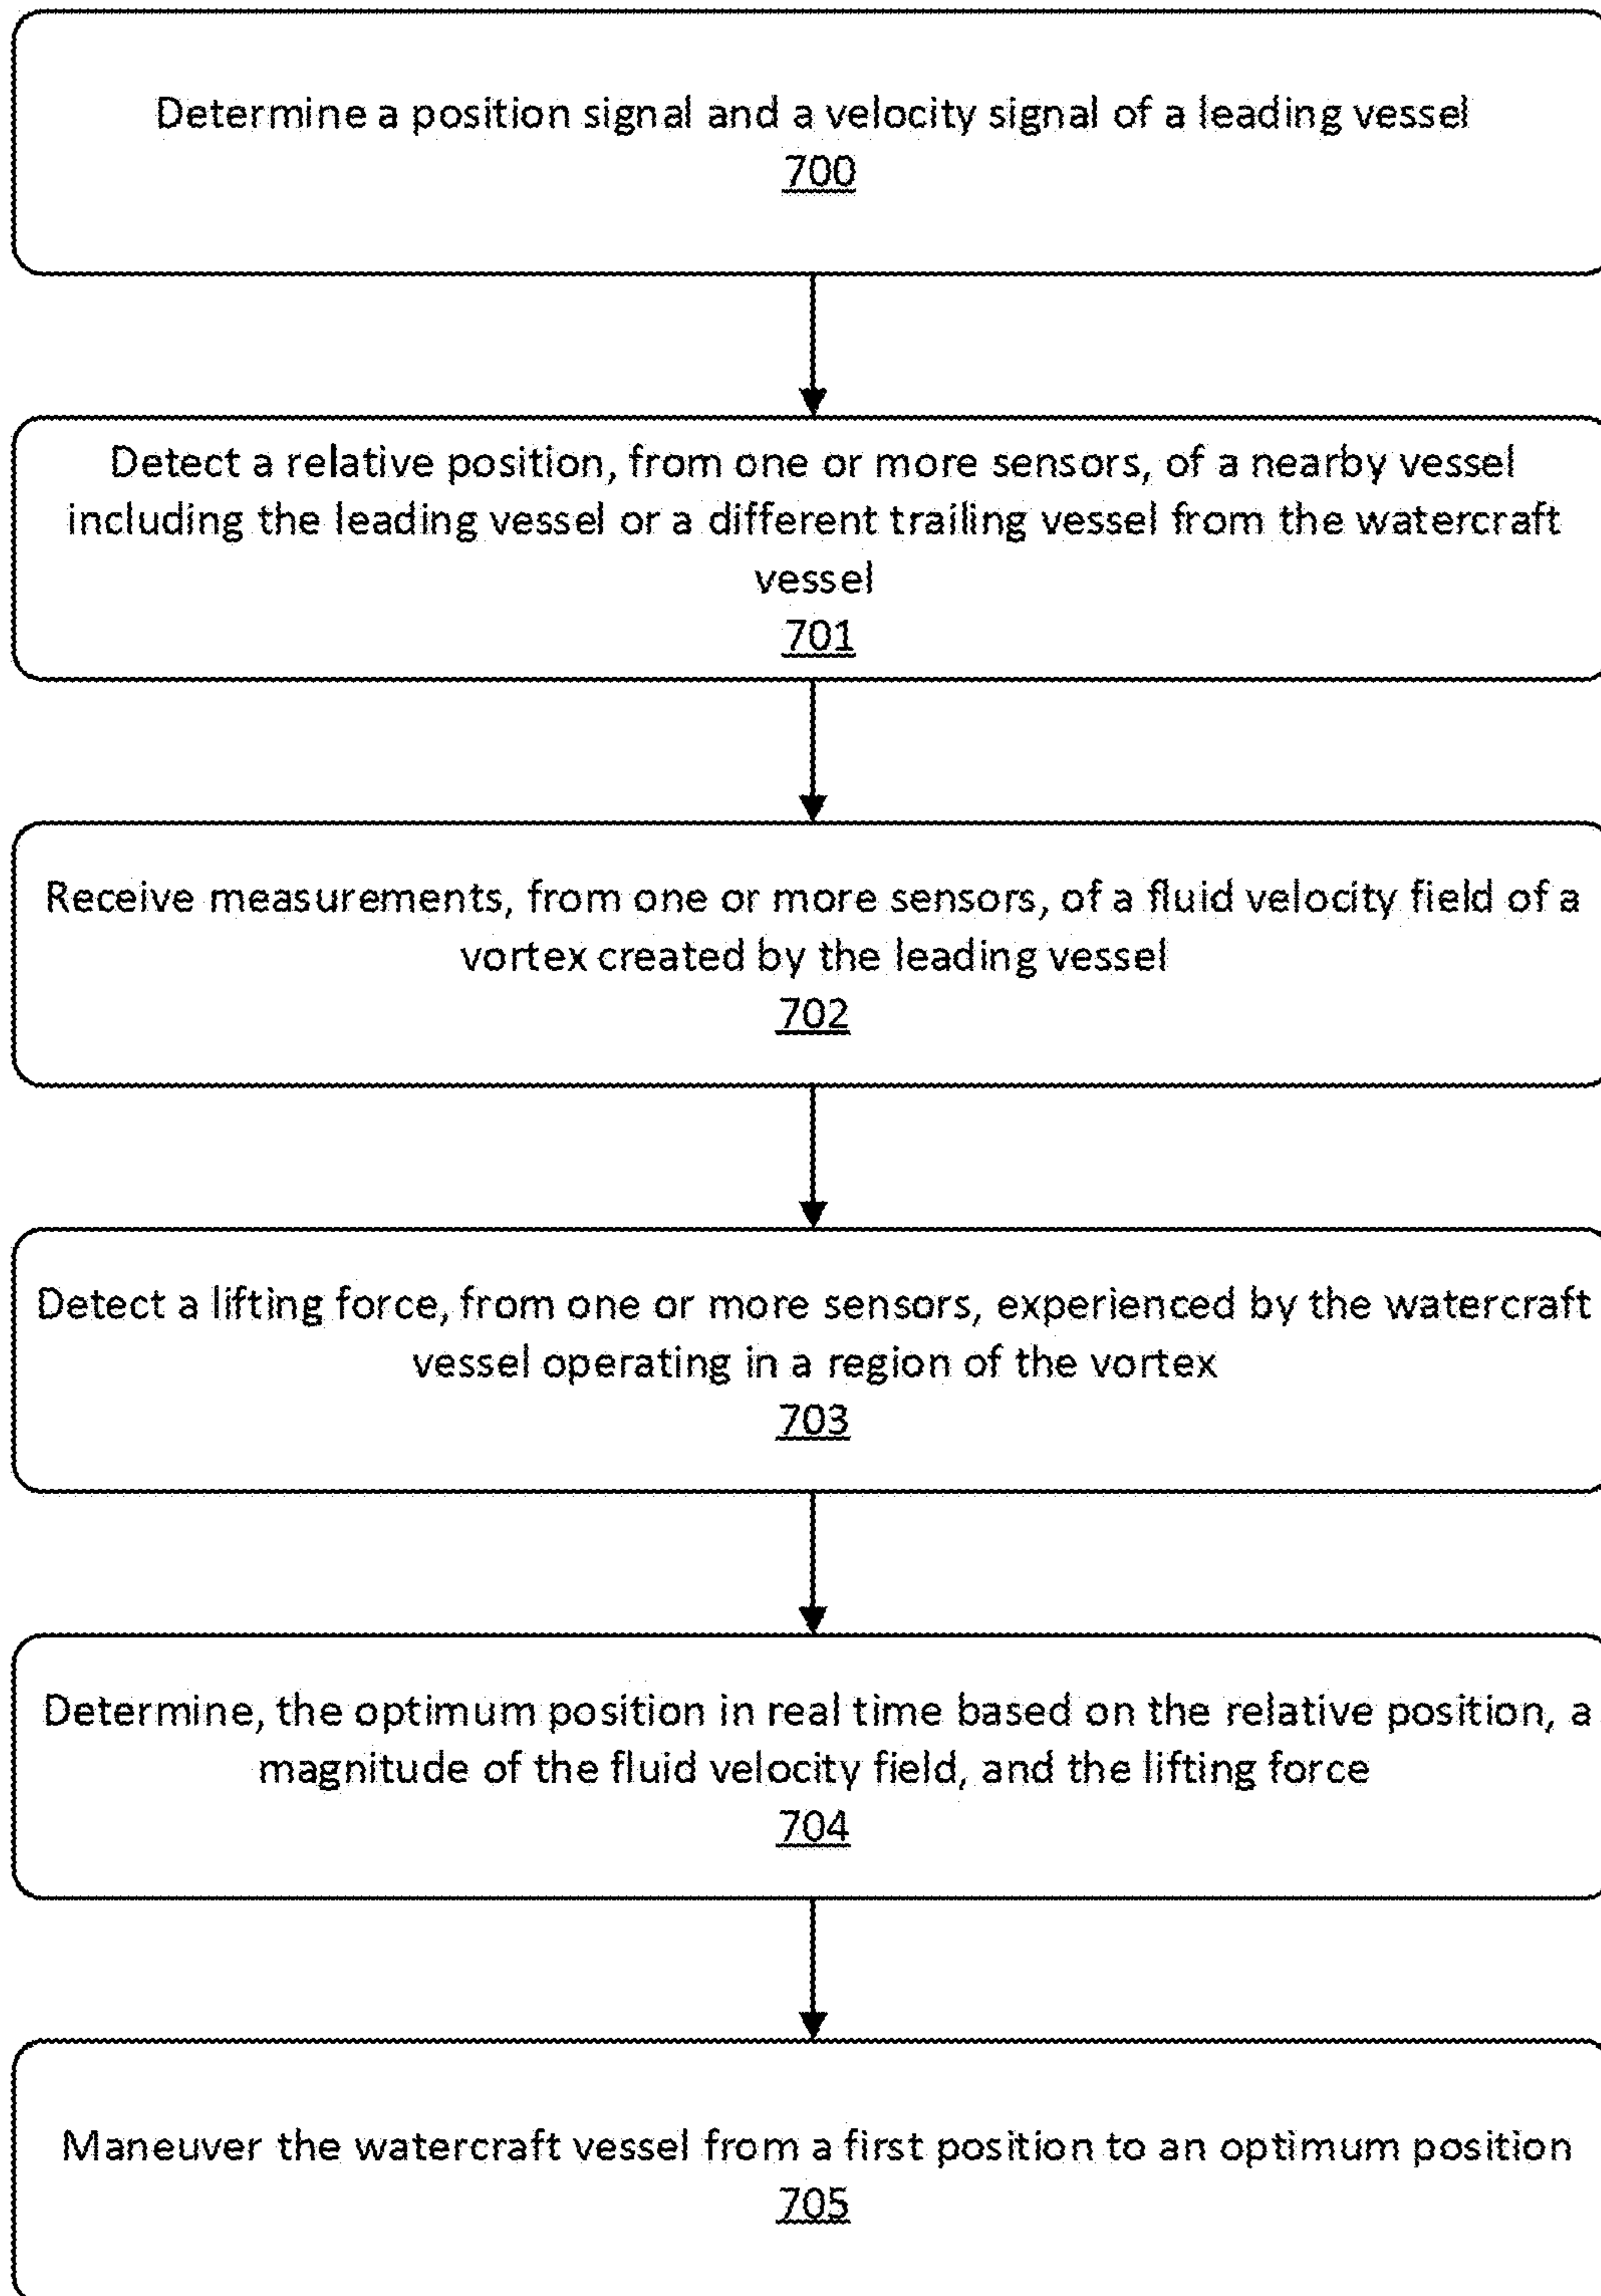 Determine a position signal and a velocity signal of a leading vessel
700
Detect a relative position, from one or more sensors, of a nearby vessel
including the leading vessel or a different trailing vessel from the watercraft
vessel
701
Receive measurements, from one or more sensors, of a fluid velocity field of a
vortex created by the leading vessel
702
Detect a lifting force, from one or more sensors, experienced by the watercraft
vessel operating in a region of the vortex
703
Determine, the optimum position in real time based on the relative position, a
magnitude of the fluid velocity field, and the lifting force
704
Maneuver the watercraft vessel from a first position to an optimum position
705